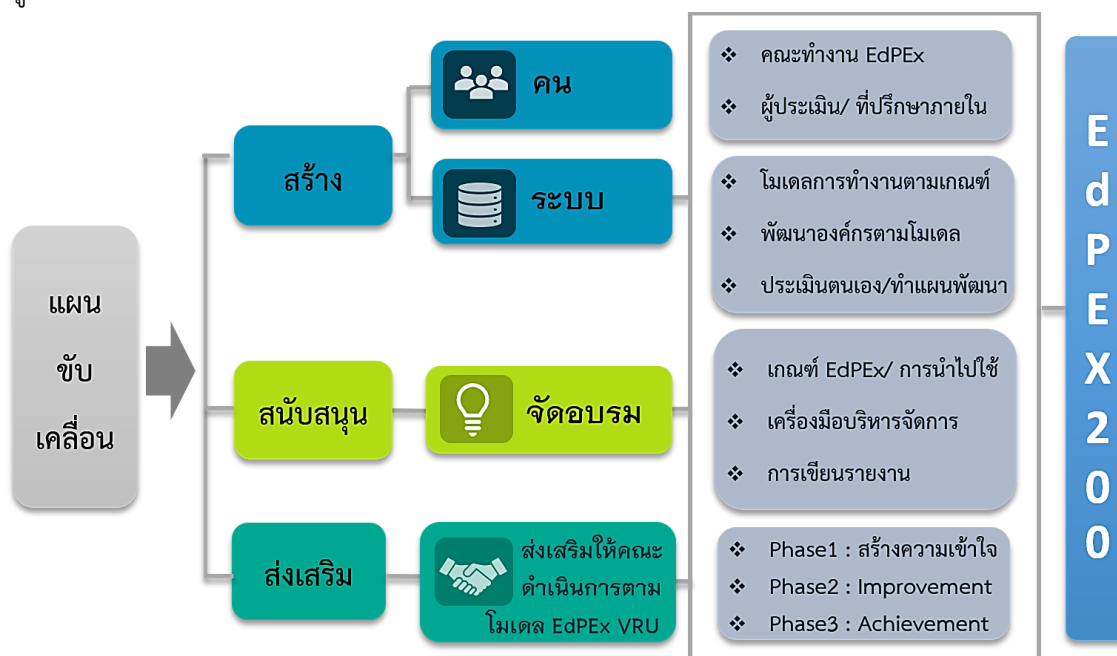 แผน
ขับ
เคลื่อน
สร้าง
คน
ระบบ
❖ คณะทำงาน EdPEx
❖ ผู้ประเมิน/ ที่ปรึกษาภายใน
❖ โมเดลการทำงานตามเกณฑ์
❖ พัฒนาองค์กรตามโมเดล
❖ ประเมินตนเอง/ทำแผนพัฒนา
สนับสนุน
จัดอบรม
❖ เกณฑ์ EdPEx/ การนำไปใช้
❖ เครื่องมือบริหารจัดการ
❖ การเขียนรายงาน
ส่งเสริม
ส่งเสริมให้คณะ
ดำเนินการตาม
โมเดล EdPEx VRU
❖ Phase1 : สร้างความเข้าใจ
❖ Phase2 : Improvement
❖ Phase3 : Achievement
E
d
P
E
X
2
0
0